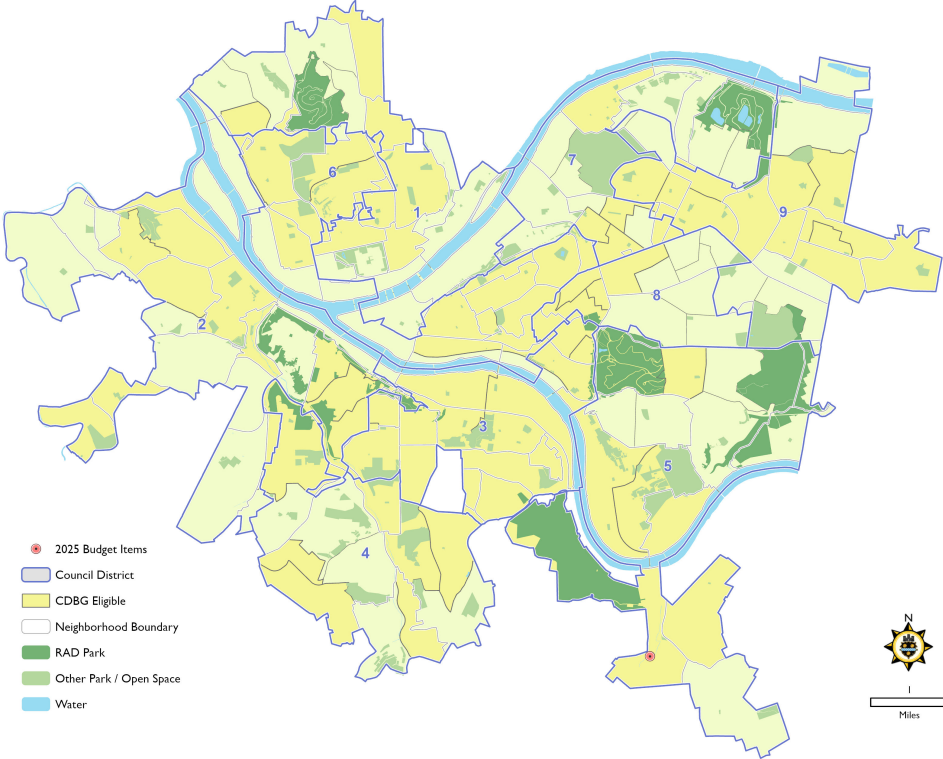 7
6
1
9
8
2
3
5
4
2025 Budget Items
Council District
CDBG Eligible
Neighborhood Boundary
RAD Park
Other Park / Open Space
Water
N
1
Miles